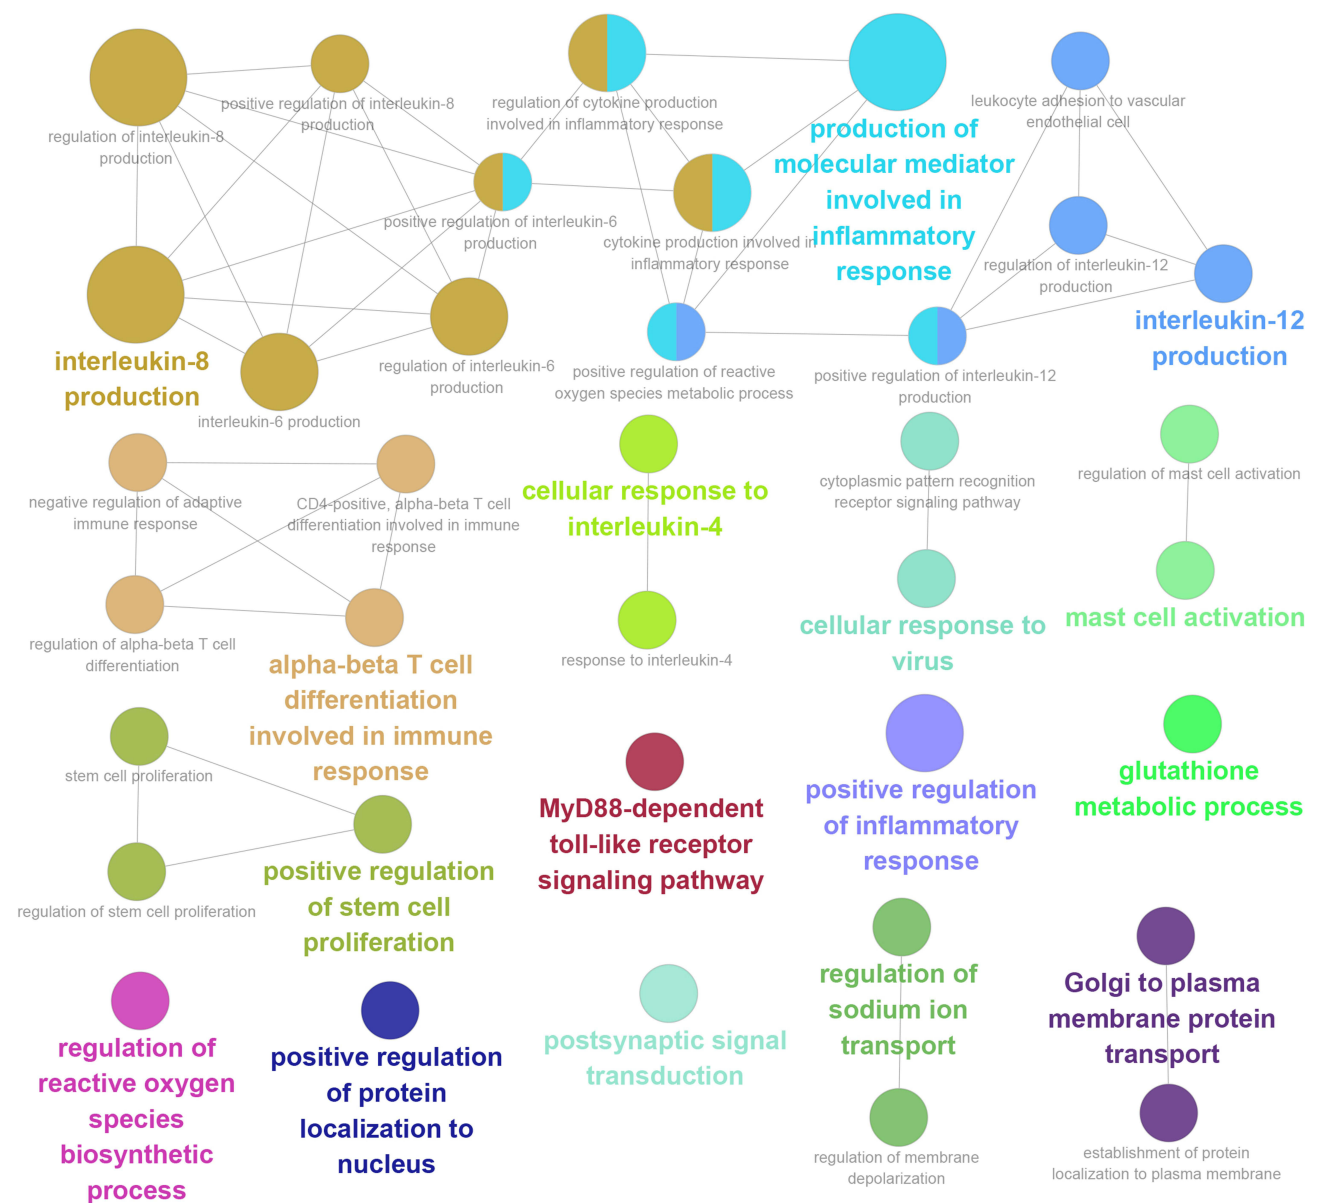 regulation of interleukin-8
production
positive regulation of interleukin-8
production
regulation of cytokine production
involved in inflammatory response
production of
molecular mediator
involved in
inflammatory
response
leukocyte adhesion to vascular
endothelial cell
positive regulation of interleukin-6
production
cytokine production involved in
inflammatory response
regulation of interleukin-12
production
interleukin-12
production
interleukin-8
production
interleukin-6 production
regulation of interleukin-6
production
positive regulation of reactive
oxygen species metabolic process
positive regulation of interleukin-12
production
negative regulation of adaptive
immune response
CD4-positive, alpha-beta T cell
differentiation involved in immune
response
cellular response to
interleukin-4
cytoplasmic pattern recognition
receptor signaling pathway
regulation of mast cell activation
regulation of alpha-beta T cell
differentiation
alpha-beta T cell
differentiation
involved in immune
response
response to interleukin-4
cellular response to
virus
mast cell activation
stem cell proliferation
regulation of stem cell proliferation
positive regulation
of stem cell
proliferation
MyD88-dependent
toll-like receptor
signaling pathway
positive regulation
of inflammatory
response
glutathione
metabolic process
regulation of
reactive oxygen
species
biosynthetic
process
positive regulation
of protein
localization to
nucleus
postsynaptic signal
transduction
regulation of
sodium ion
transport
regulation of membrane
depolarization
Golgi to plasma
membrane protein
transport
establishment of protein
localization to plasma membrane